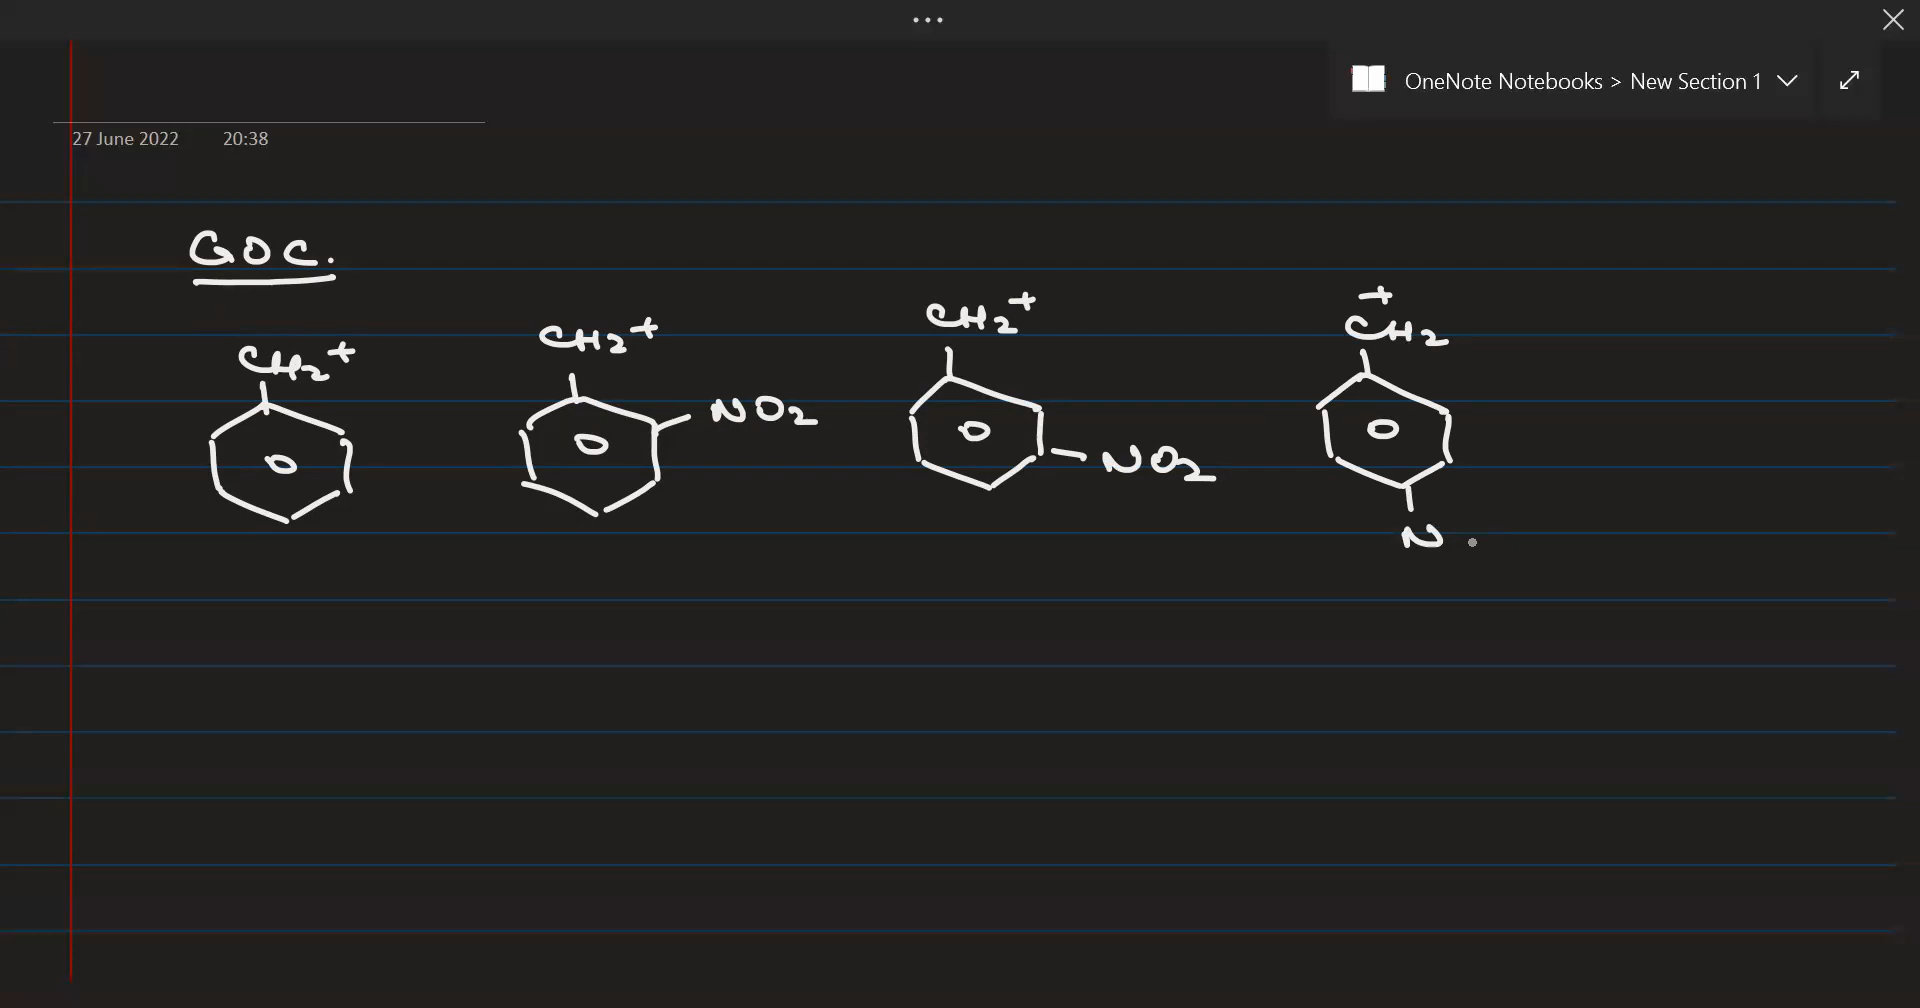 ...
OneNote Notebooks > New Section 1
27 June 2022 20:38
GOC.
CH2+ CH2+ CH2+ +CH2
NO2 NO2
N